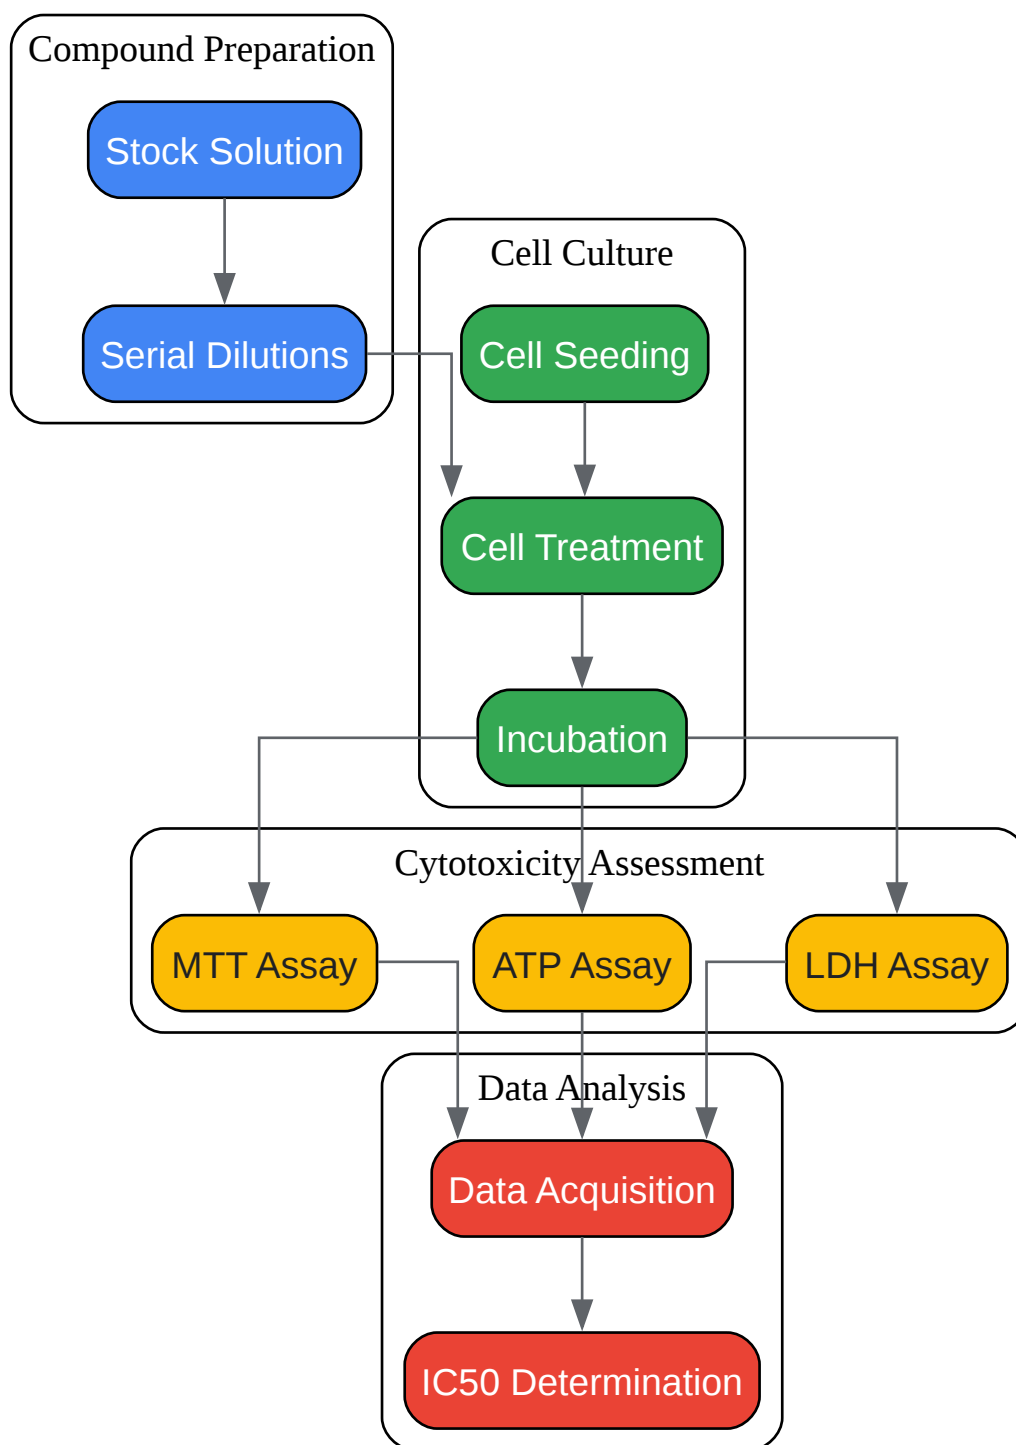 Compound Preparation
Stock Solution
Serial Dilutions
Cell Culture
Cell Seeding
Cell Treatment
Incubation
Cytotoxicity Assessment
MTT Assay
ATP Assay
LDH Assay
Data Analysis
Data Acquisition
IC50 Determination